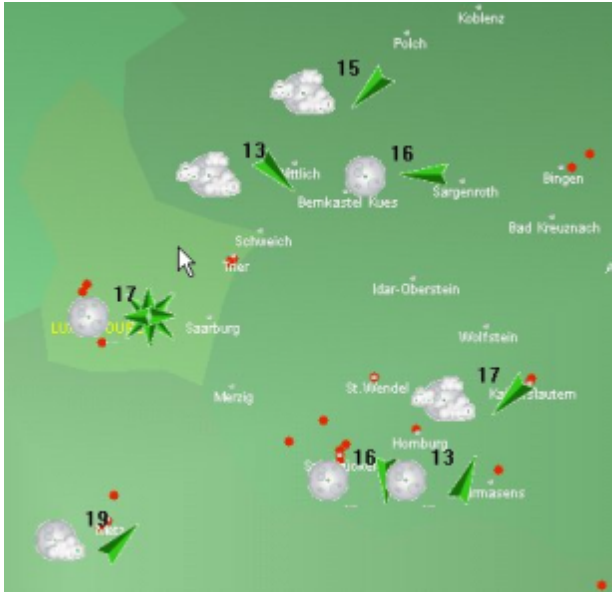 Koblenz
Polch
15
13
16
Wittlich
Bingen
Sargenroth
Bernkastel Kues
Bad Kreuznach
Schweich
Trier
Idar-Oberstein
17
Saarburg
Wolfstein
17
St.Wendel
Merzig
Homburg
16
13
19